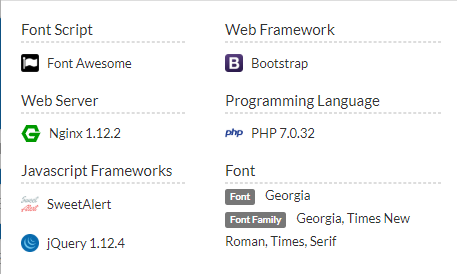 Font Script
Font Awesome
Web Framework
B Bootstrap
Web Server
Nginx 1.12.2
Programming Language
php PHP 7.0.32
Javascript Frameworks
Sweet Alert SweetAlert
jQuery 1.12.4
Font
Font Georgia
Font Family Georgia, Times New
Roman, Times, Serif